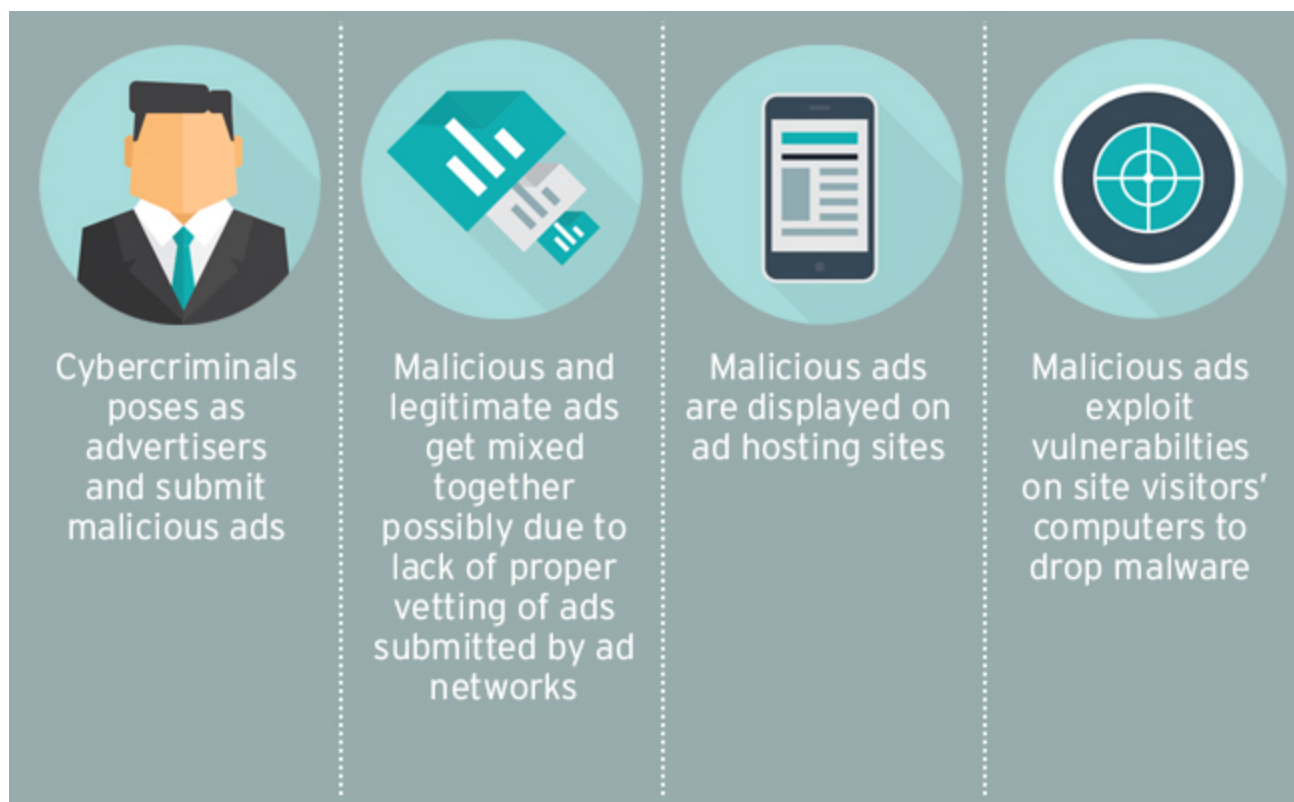 Cybercriminals
poses as
advertisers
and submit
malicious ads
Malicious and
legitimate ads
get mixed
together
possibly due to
lack of proper
vetting of ads
submitted by ad
networks
Malicious ads
are displayed on
ad hosting sites
Malicious ads
exploit
vulnerabilties
on site visitors’
computers to
drop malware